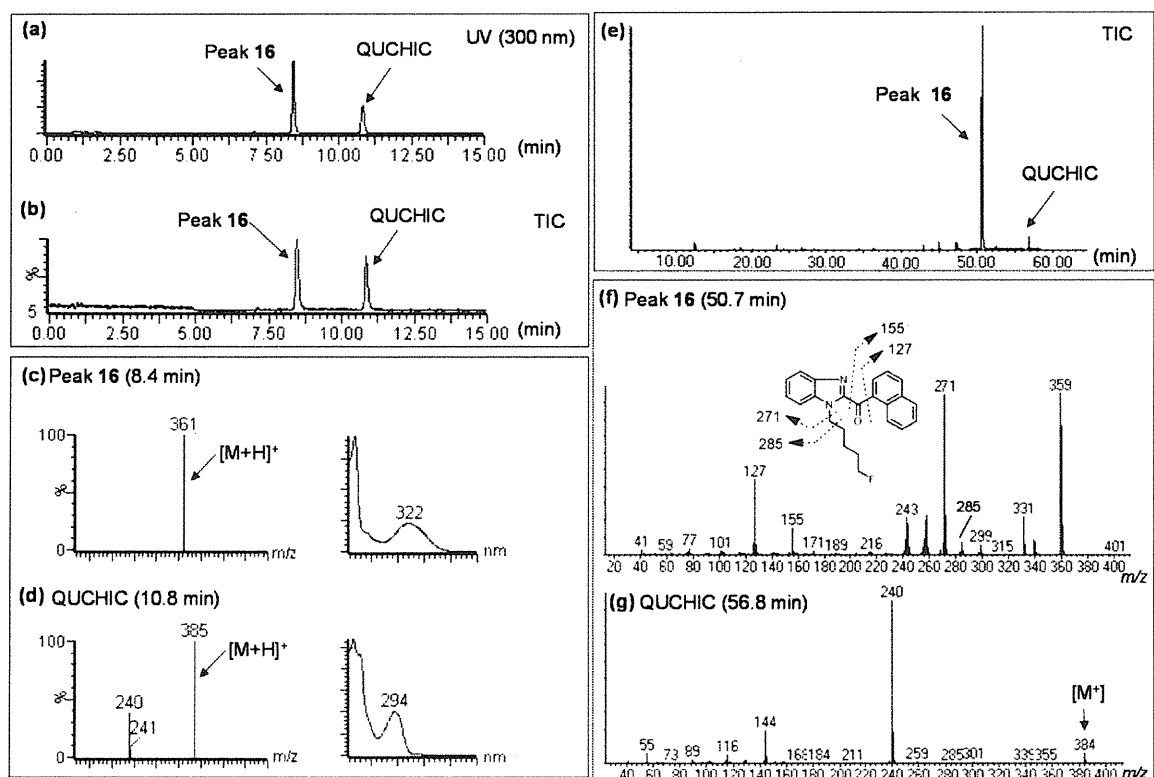 (a)
UV (300 nm)
Peak 16
QUCHIC
0.00 2.50 5.00 7.50 10.00 12.50 15.00 (min)
(b)
TIC
Peak 16
QUCHIC
%
5
0.00 2.50 5.00 7.50 10.00 12.50 15.00 (min)
(c) Peak 16 (8.4 min)
100
361
[M+H]+
%
0
m/z
322
nm
(d) QUCHIC (10.8 min)
100
385
[M+H]+
%
240
241
0
m/z
294
nm
(e)
TIC
Peak 16
QUCHIC
10.00 20.00 30.00 40.00 50.00 60.00 (min)
(f) Peak 16 (50.7 min)
155
127
N
N
O
F
271
285
271
359
127
243
285
331
155
299
41 59 77 101 171 189 216 315 401
20 40 60 80 100 120 140 160 180 200 220 240 260 280 300 320 340 360 380 400 m/z
(g) QUCHIC (56.8 min)
240
[M+]
144
55 73 89 116 184 211 259 285 301 355 384
40 60 80 100 120 140 160 180 200 220 240 260 280 300 320 340 360 380 400 m/z